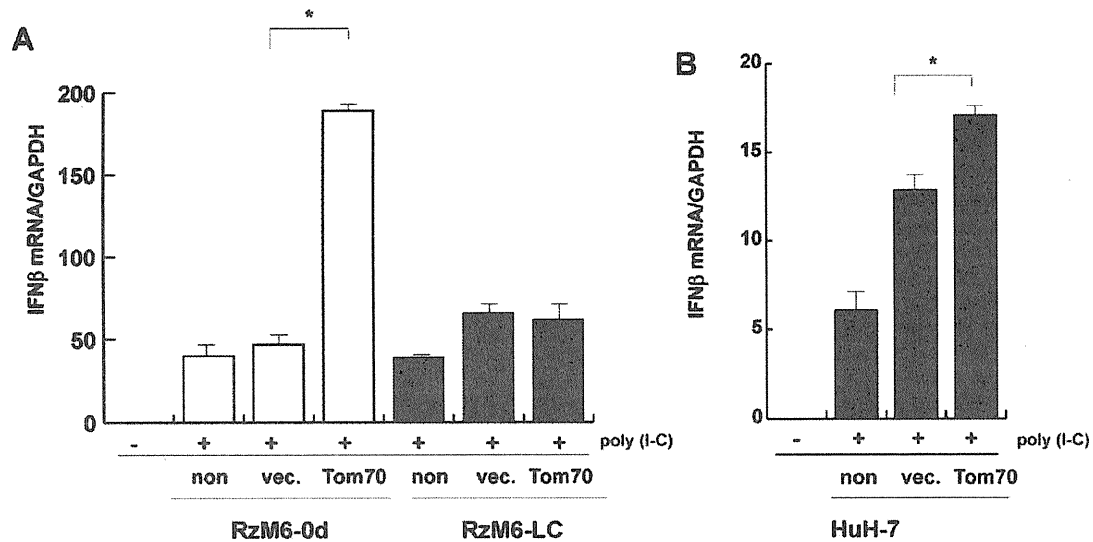 A
*
IFNβ mRNA/GAPDH
200
150
100
50
0
- + + + + + + poly (I-C)
non vec. Tom70 non vec. Tom70
RzM6-0d RzM6-LC
B
*
IFNβ mRNA/GAPDH
20
15
10
5
0
- + + + poly (I-C)
non vec. Tom70
HuH-7